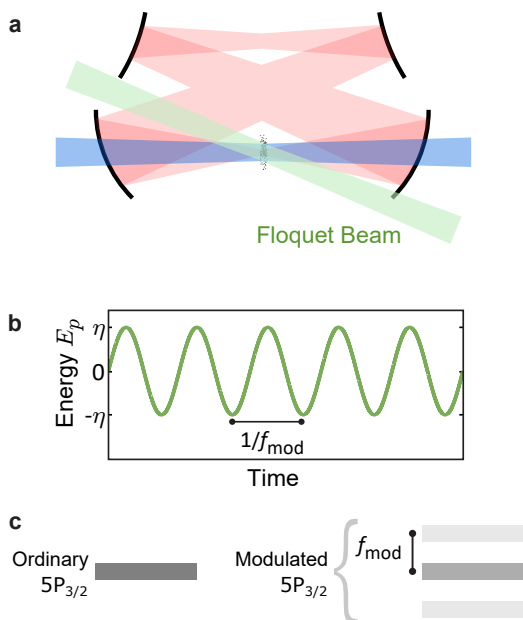 a
Floquet Beam
b
Energy E_p
η
0
-η
1/f_mod
Time
c
Ordinary
5P_3/2
Modulated
5P_3/2
f_mod